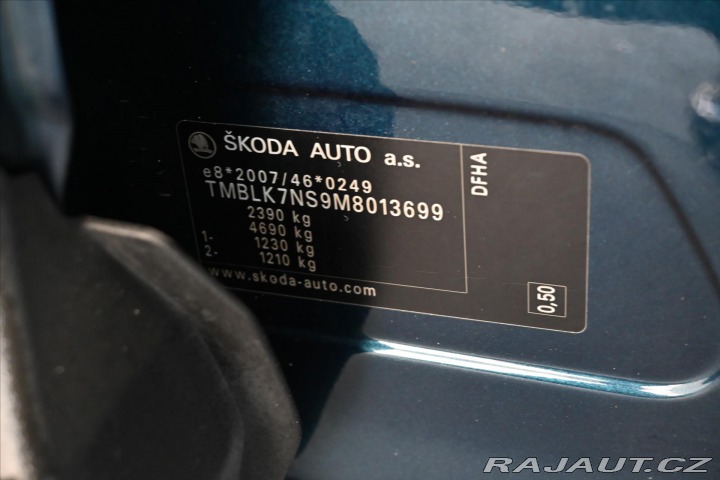 ŠKODA AUTO a.s.
e8*2007/46*0249
TMBLK7NS9M8013699
2390 kg
4690 kg
1- 1230 kg
2- 1210 kg
www.skoda-auto.com
DFHA
0,50
RAJAUT.CZ